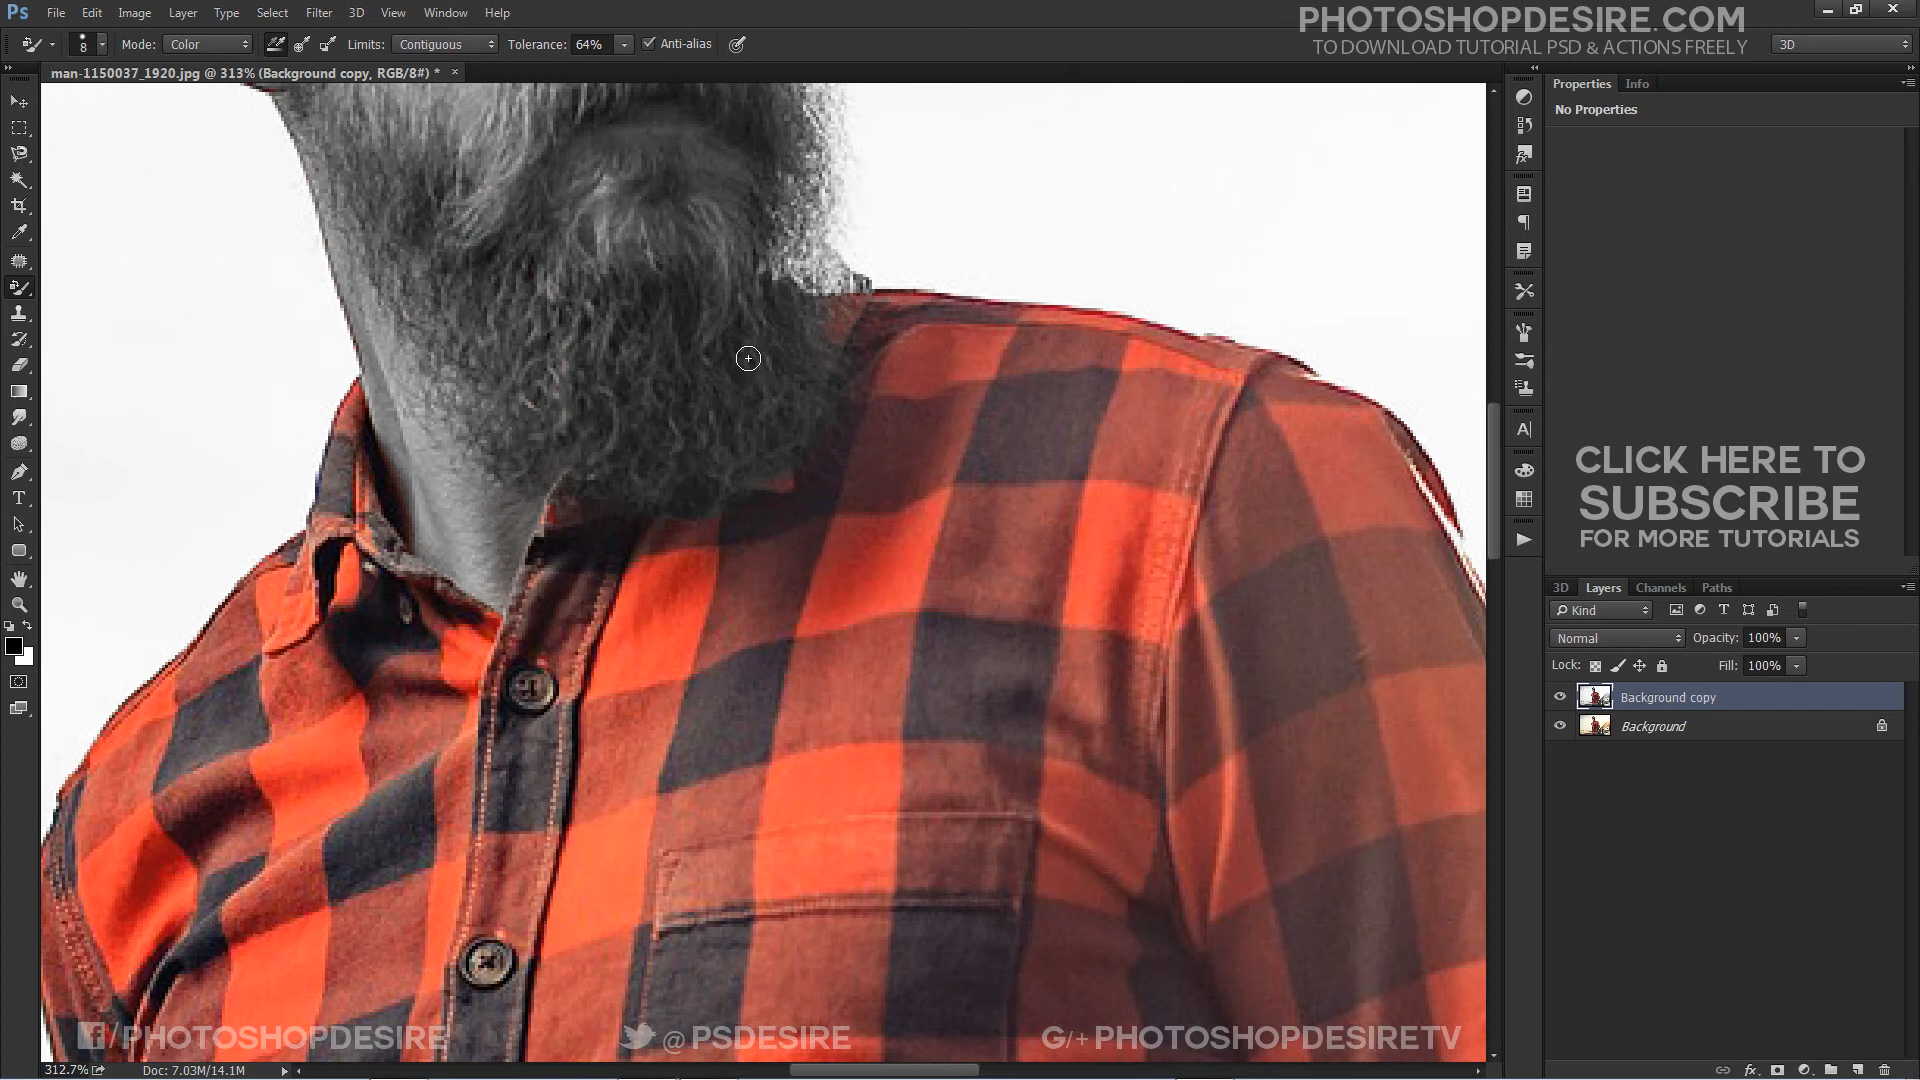 Ps File Edit Image Layer Type Select Filter 3D View Window Help
PHOTOSHOPDESIRE.COM
TO DOWNLOAD TUTORIAL PSD & ACTIONS FREELY
8 Mode: Color Limits: Contiguous Tolerance: 64% Anti-alias
3D
man-1150037_1920.jpg @ 313% (Background copy, RGB/8#) * ×
Properties Info
No Properties
CLICK HERE TO
SUBSCRIBE
FOR MORE TUTORIALS
3D Layers Channels Paths
Kind
Normal Opacity: 100%
Lock: Fill: 100%
Background copy
Background
f/PHOTOSHOPDESIRE
@PSDESIRE
G/+PHOTOSHOPDESIRETV
312.7% Doc: 7.03M/14.1M